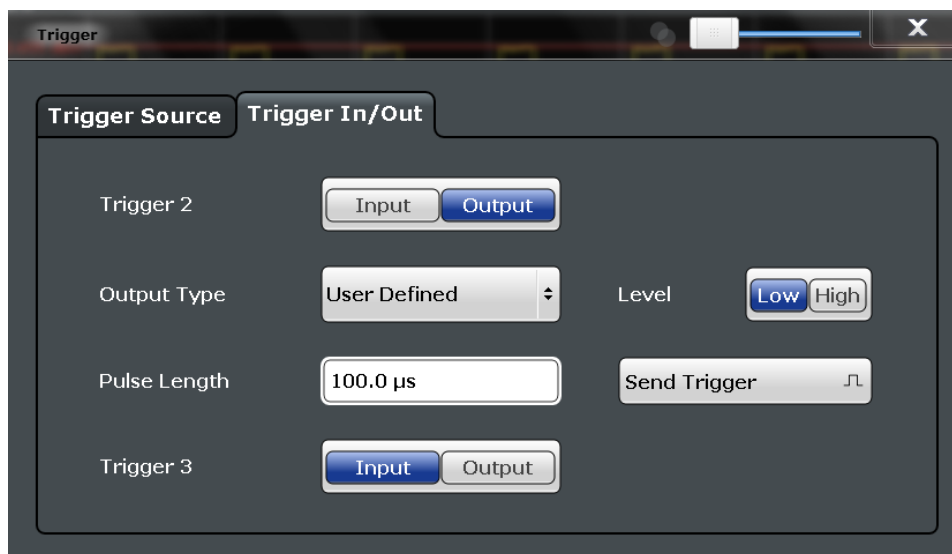 Trigger
X
Trigger Source
Trigger In/Out
Trigger 2
Input
Output
Output Type
User Defined
Level
Low
High
Pulse Length
100.0 µs
Send Trigger
Trigger 3
Input
Output